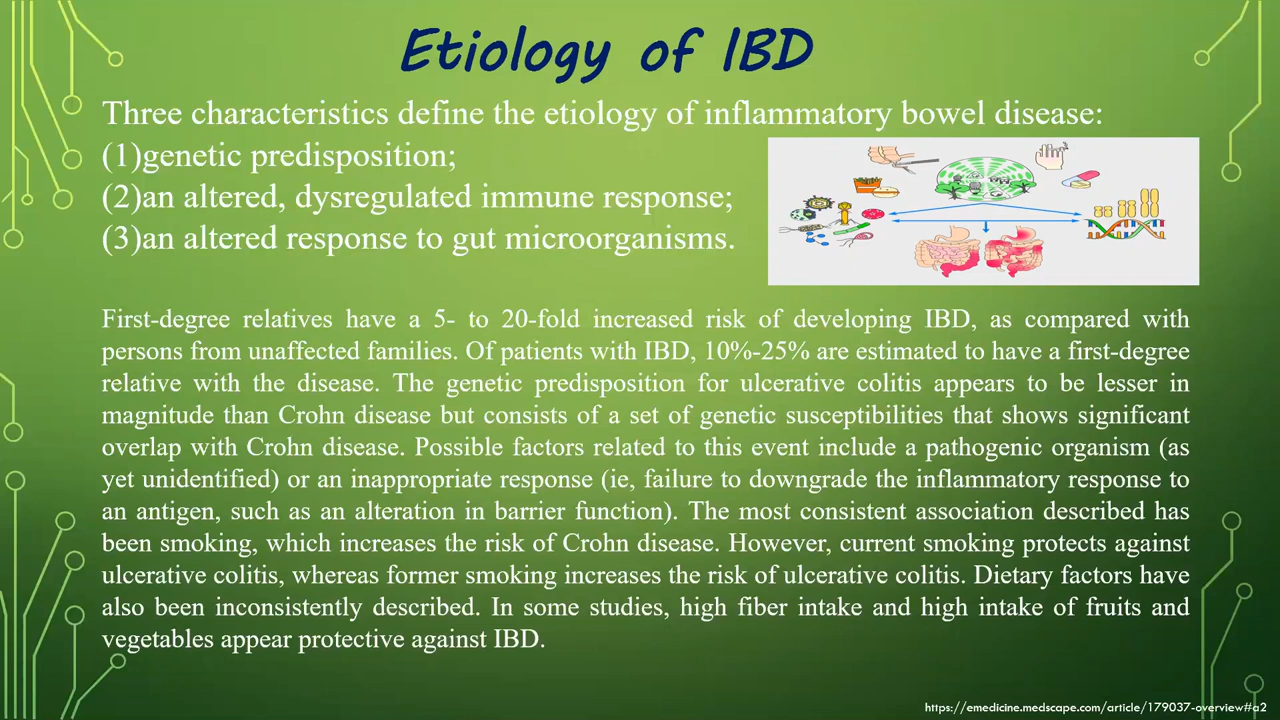 Etiology of IBD
Three characteristics define the etiology of inflammatory bowel disease:
(1)genetic predisposition;
(2)an altered, dysregulated immune response;
(3)an altered response to gut microorganisms.
First-degree relatives have a 5- to 20-fold increased risk of developing IBD, as compared with
persons from unaffected families. Of patients with IBD, 10%-25% are estimated to have a first-degree
relative with the disease. The genetic predisposition for ulcerative colitis appears to be lesser in
magnitude than Crohn disease but consists of a set of genetic susceptibilities that shows significant
overlap with Crohn disease. Possible factors related to this event include a pathogenic organism (as
yet unidentified) or an inappropriate response (ie, failure to downgrade the inflammatory response to
an antigen, such as an alteration in barrier function). The most consistent association described has
been smoking, which increases the risk of Crohn disease. However, current smoking protects against
ulcerative colitis, whereas former smoking increases the risk of ulcerative colitis. Dietary factors have
also been inconsistently described. In some studies, high fiber intake and high intake of fruits and
vegetables appear protective against IBD.
https://emedicine.medscape.com/article/179037-overview#a2